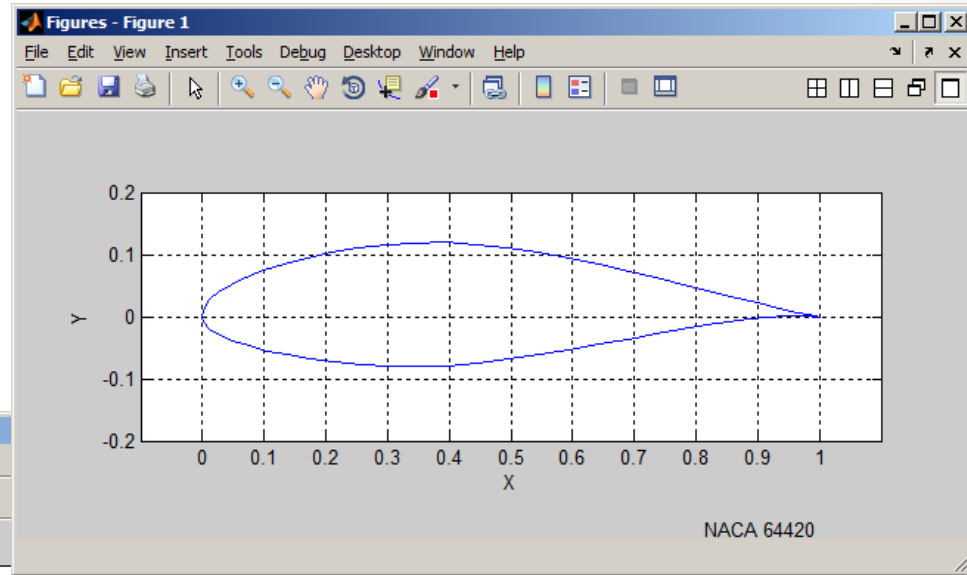 Figures - Figure 1
File Edit View Insert Tools Debug Desktop Window Help
0.2
0.1
0
-0.1
-0.2
Y
0 0.1 0.2 0.3 0.4 0.5 0.6 0.7 0.8 0.9 1
X
NACA 64420